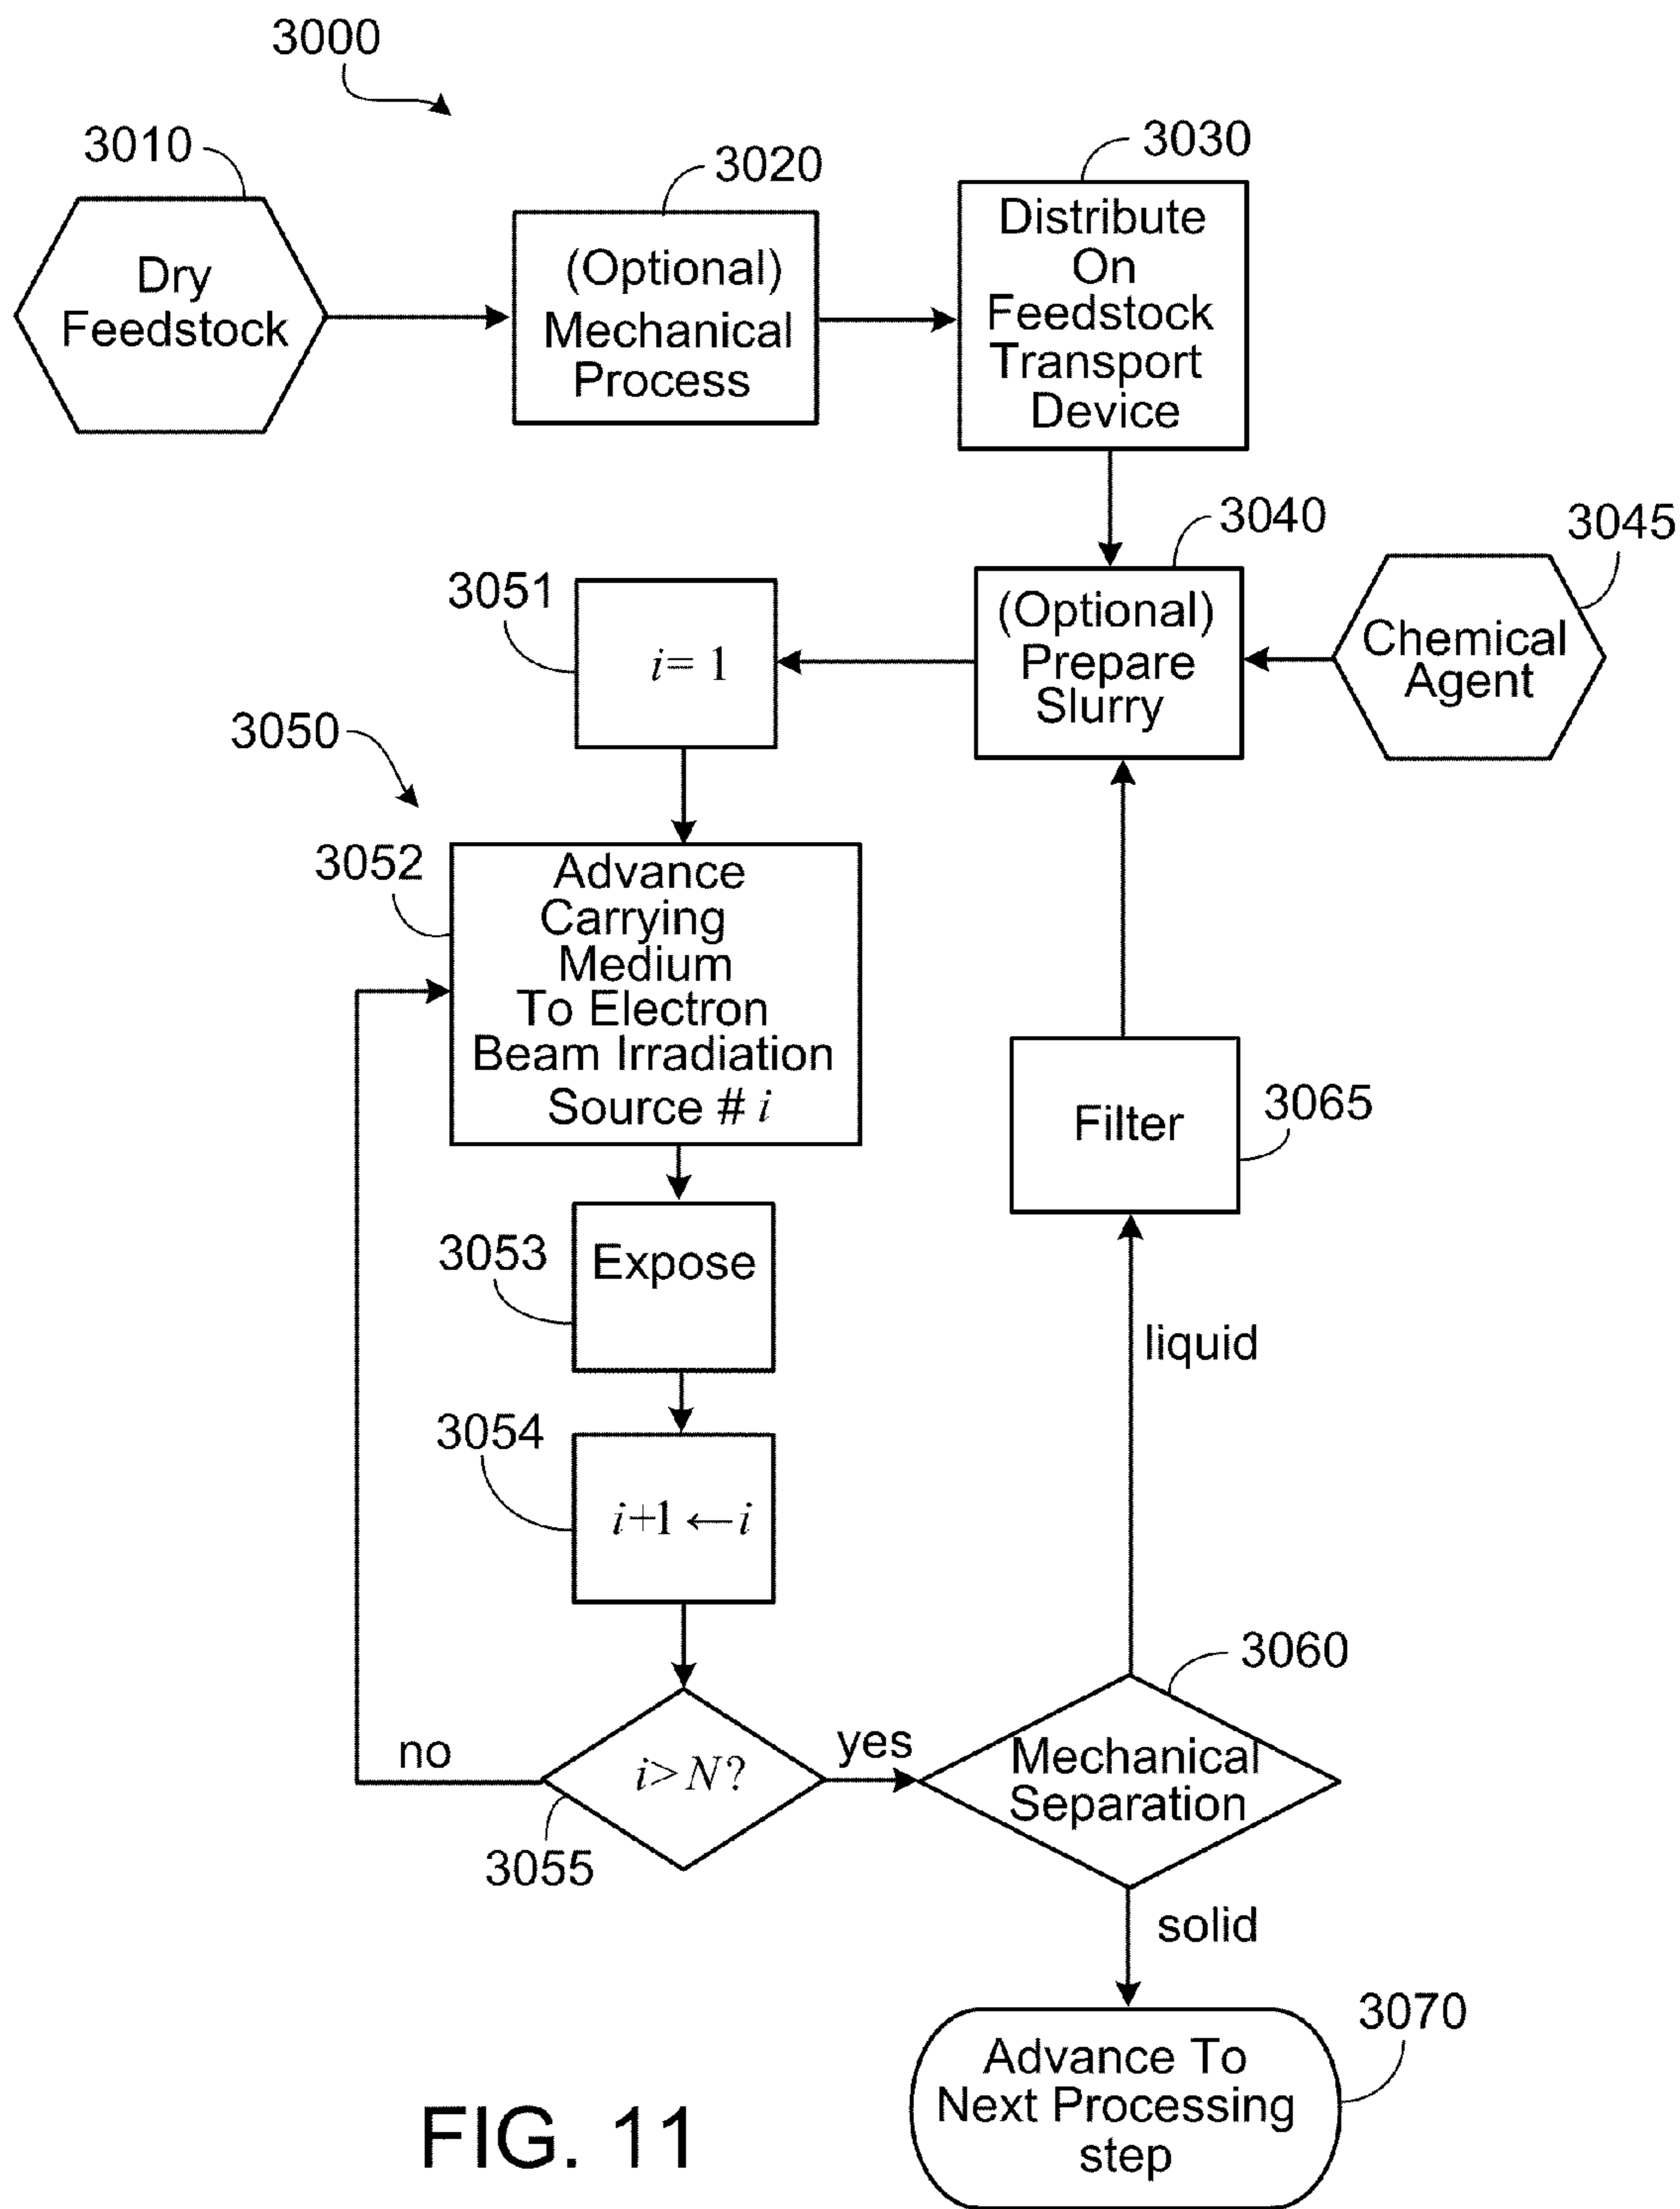 3000
3010
Dry
Feedstock
3020
(Optional)
Mechanical
Process
3030
Distribute
On
Feedstock
Transport
Device
3040
(Optional)
Prepare
Slurry
3045
Chemical
Agent
3051
i= 1
3050
3052
Advance
Carrying
Medium
To Electron
Beam Irradiation
Source # i
3053
Expose
3054
i+1 ←i
3055
i>N?
no
yes
3060
Mechanical
Separation
liquid
Filter
3065
solid
3070
Advance To
Next Processing
step
FIG. 11